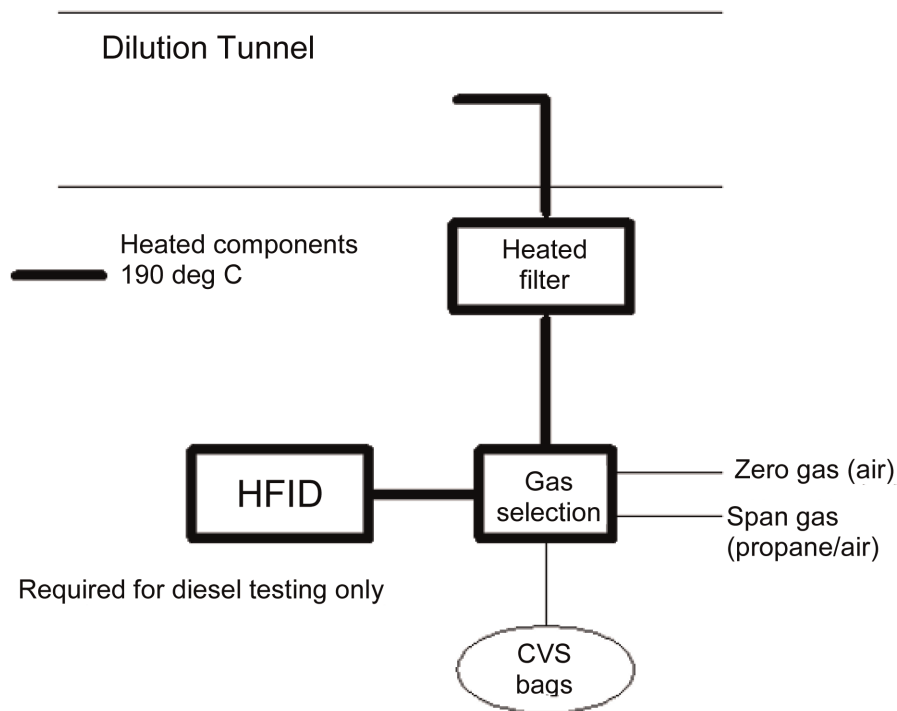 Dilution Tunnel
Heated components
190 deg C
Heated
filter
HFID
Gas
selection
Zero gas (air)
Span gas
(propane/air)
Required for diesel testing only
CVS
bags